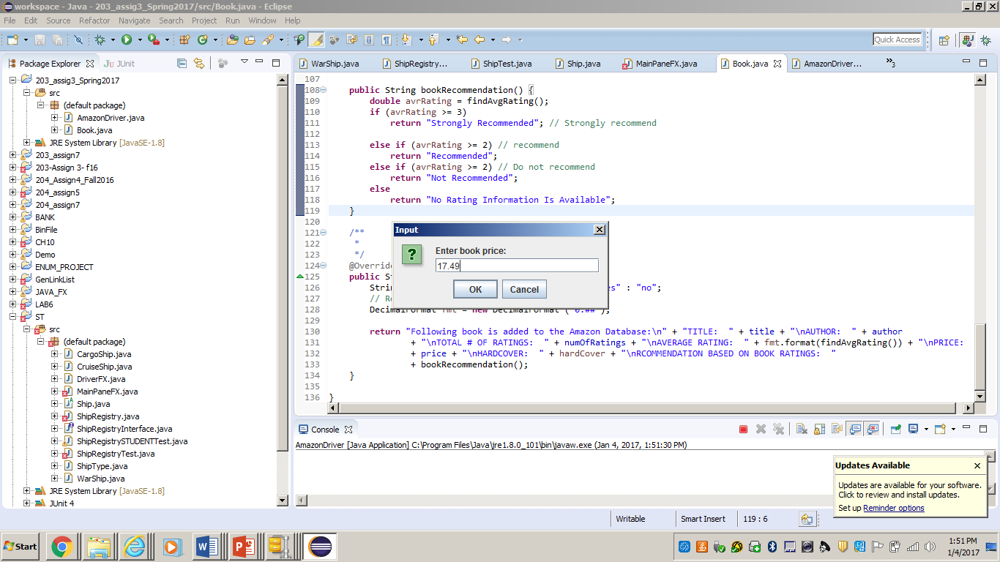 workspace - Java - 203_assig3_Spring2017/src/Book.java - Eclipse
File Edit Source Refactor Navigate Search Project Run Window Help
Quick Access
Package Explorer JUnit
WarShip.java ShipRegistry... ShipTest.java Ship.java MainPaneFX.java Book.java AmazonDriver... »3
203_assig3_Spring2017
src
(default package)
AmazonDriver.java
Book.java
JRE System Library [JavaSE-1.8]
203_assign7
203-Assign 3- f16
204_Assign4_Fall2016
204_assign5
204_assign7
BANK
BinFile
CH10
Demo
ENUM_PROJECT
GenLinkList
JAVA_FX
LAB6
ST
src
(default package)
CargoShip.java
CruiseShip.java
DriverFX.java
MainPaneFX.java
Ship.java
ShipRegistry.java
ShipRegistryInterface.java
ShipRegistrySTUDENTTest.java
ShipRegistryTest.java
ShipType.java
WarShip.java
JRE System Library [JavaSE-1.8]
JUnit 4
107
108 public String bookRecommendation() {
109 double avrRating = findAvgRating();
110 if (avrRating >= 3)
111 return "Strongly Recommended"; // Strongly recommend
112
113 else if (avrRating >= 2) // recommend
114 return "Recommended";
115 else if (avrRating >= 2) // Do not recommend
116 return "Not Recommended";
117 else
118 return "No Rating Information Is Available";
119 }
120
121 /**
122 *
123 */
124 @Override
125 public St
126 String es" : "no";
127 // Ro
128 DecimalFormat fmt = new DecimalFormat ("0.##");
129
130 return "Following book is added to the Amazon Database:\n" + "TITLE:  " + title + "\nAUTHOR:  " + author
131 + "\nTOTAL # OF RATINGS:  " + numOfRatings + "\nAVERAGE RATING:  " + fmt.format(findAvgRating()) + "\nPRICE:
132 + price + "\nHARDCOVER:  " + hardCover + "\nRCOMMENDATION BASED ON BOOK RATINGS:  "
133 + bookRecommendation();
134 }
135
136 }
Input
Enter book price:
17.49
OK Cancel
Console
AmazonDriver [Java Application] C:\Program Files\Java\jre1.8.0_101\bin\javaw.exe (Jan 4, 2017, 1:51:30 PM)
Updates Available
Updates are available for your software.
Click to review and install updates.
Set up Reminder options
Writable Smart Insert 119 : 6
Start
1:51 PM
1/4/2017